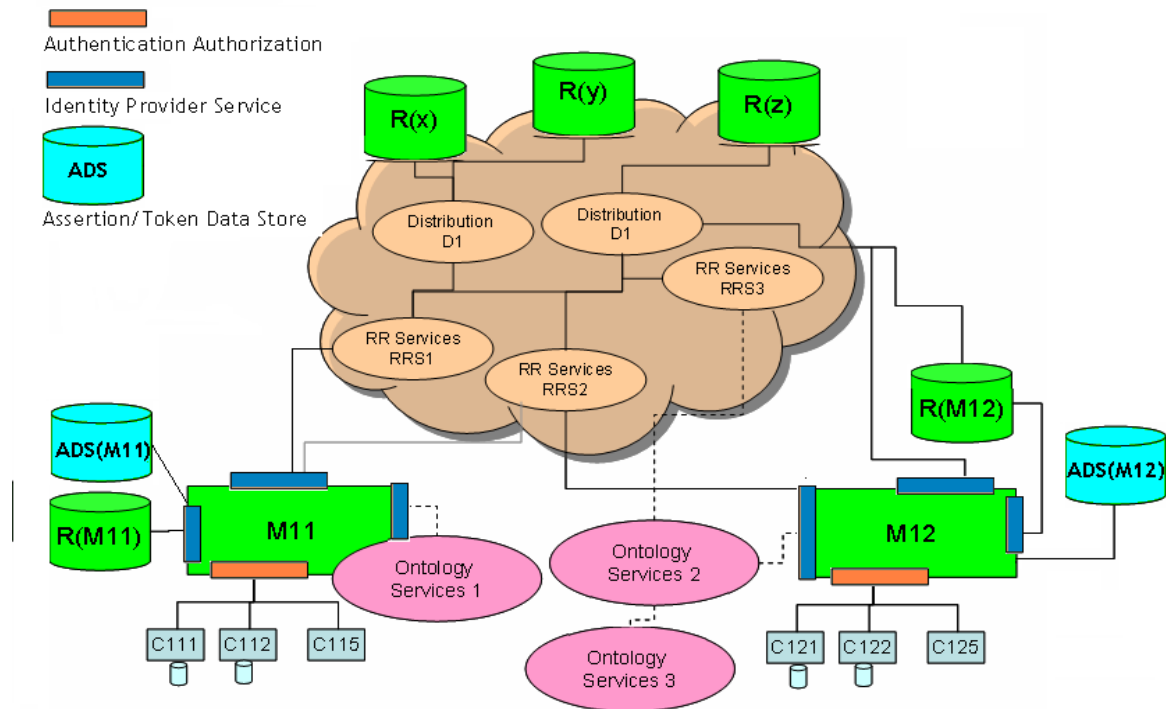 Authentication Authorization
Identity Provider Service
ADS
Assertion/Token Data Store
R(x)
R(y)
R(z)
Distribution
D1
Distribution
D1
RR Services
RRS3
RR Services
RRS1
RR Services
RRS2
R(M12)
ADS(M11)
ADS(M12)
R(M11)
M11
M12
Ontology
Services 1
Ontology
Services 2
Ontology
Services 3
C111
C112
C115
C121
C122
C125